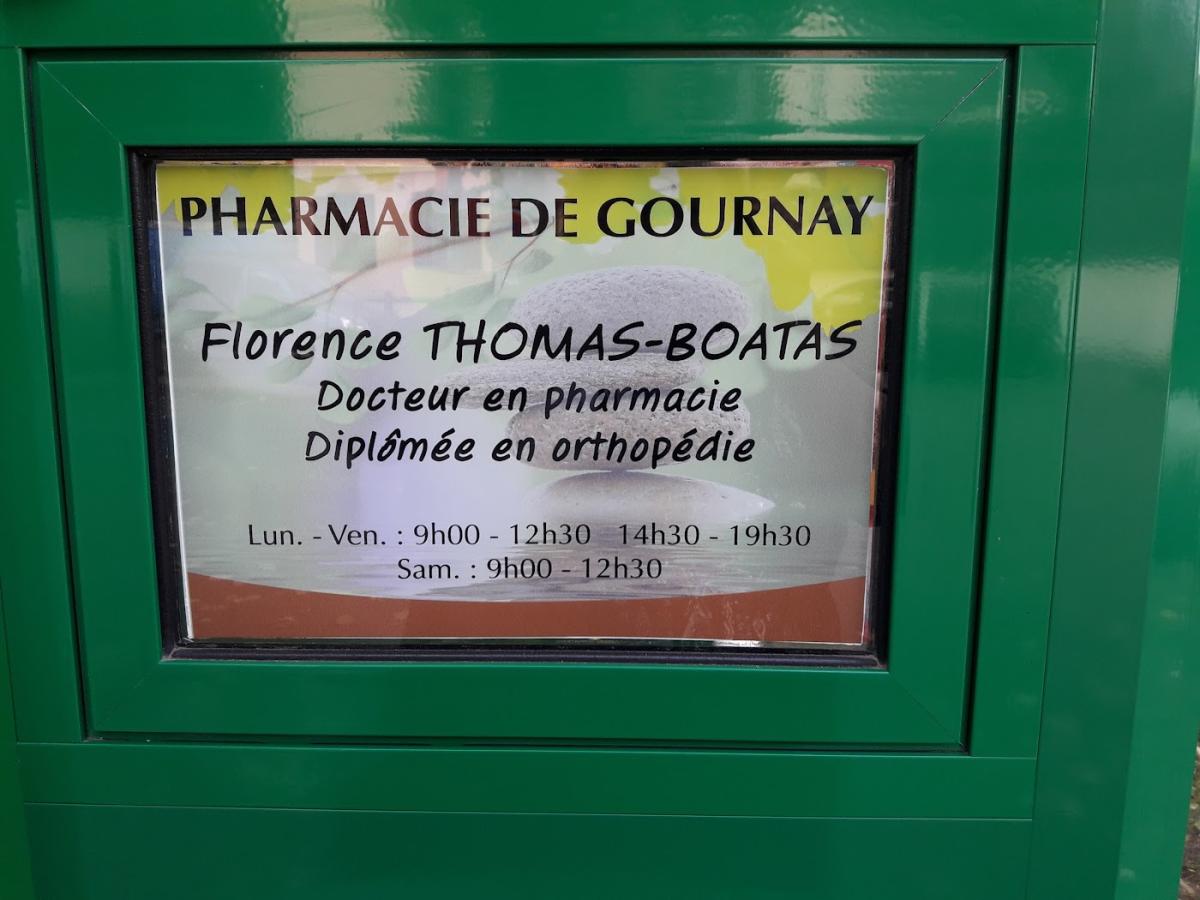 PHARMACIE DE GOURNAY
Florence THOMAS-BOATAS
Docteur en pharmacie
Diplômée en orthopédie
Lun. - Ven. : 9h00 - 12h30 14h30 - 19h30
Sam. : 9h00 - 12h30